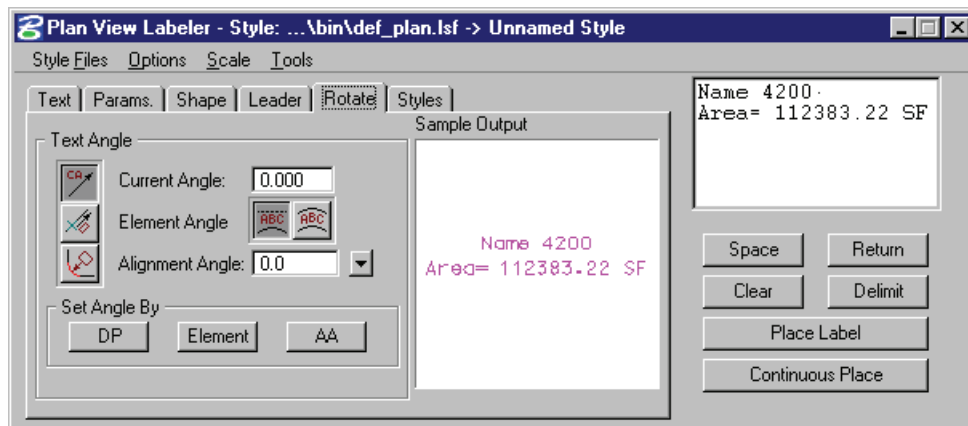 Plan View Labeler - Style: ...\bin\def_plan.lsf -> Unnamed Style
Style Files Options Scale Tools
Text Params. Shape Leader Rotate Styles
Text Angle
CA
Current Angle: 0.000
Element Angle ABC ABC
Alignment Angle: 0.0
Set Angle By
DP Element AA
Sample Output
Name 4200
Area= 112383.22 SF
Name 4200
Area= 112383.22 SF
Space Return
Clear Delimit
Place Label
Continuous Place